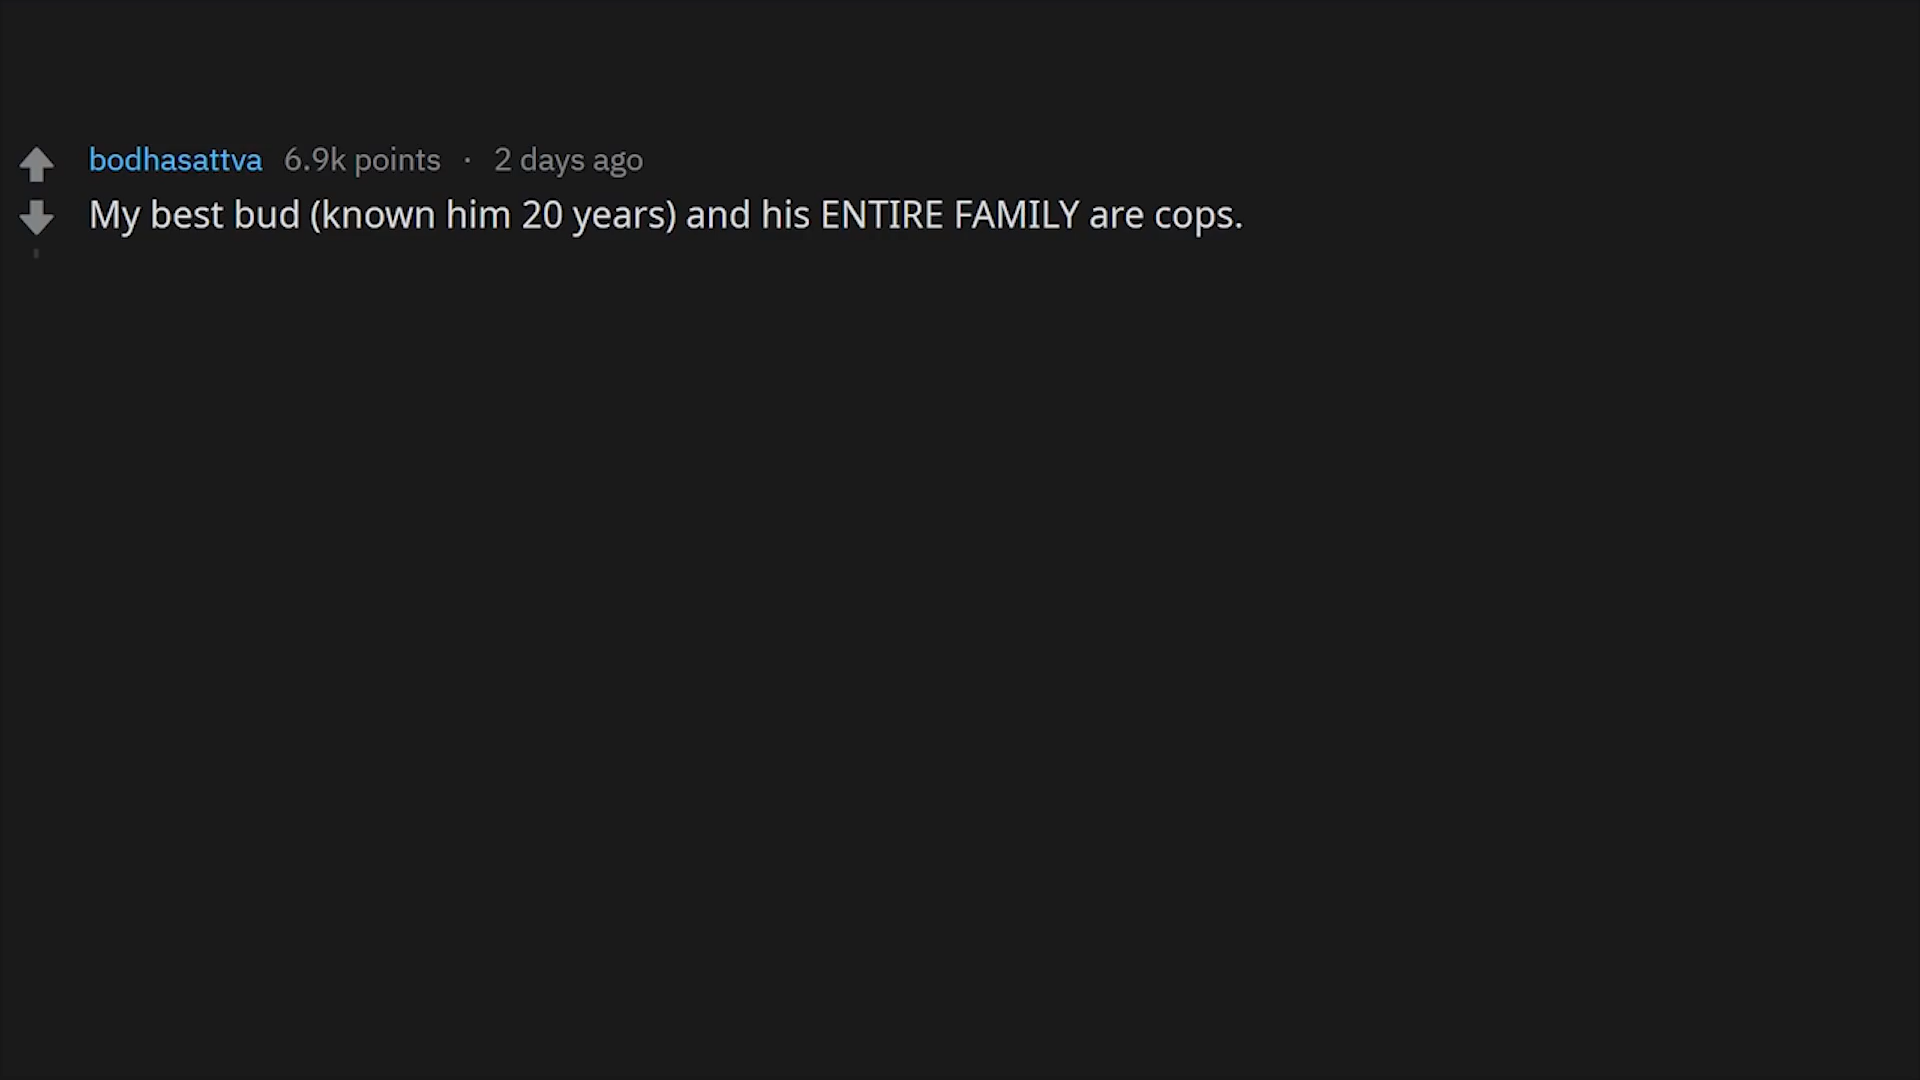 bodhasattva 6.9k points · 2 days ago
My best bud (known him 20 years) and his ENTIRE FAMILY are cops.